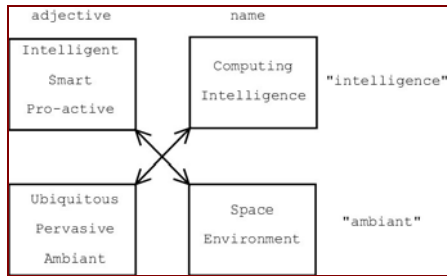 adjective
name
Intelligent
Smart
Pro-active
Computing
Intelligence
"intelligence"
Ubiquitous
Pervasive
Ambiant
Space
Environment
"ambiant"